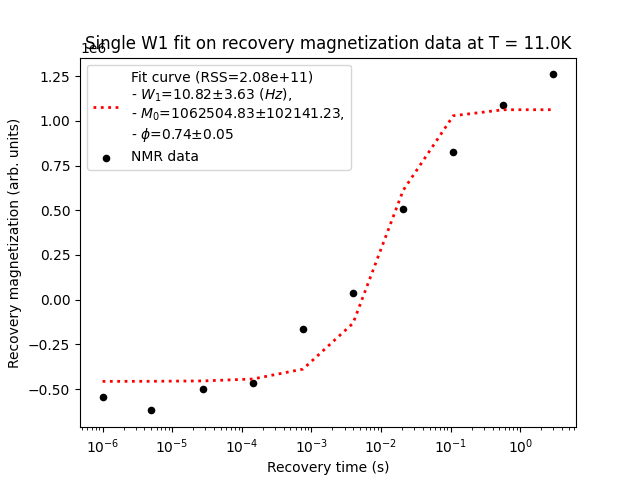 Single W1 fit on recovery magnetization data at T = 11.0K
1e6
Fit curve (RSS=2.08e+11)
- W₁=10.82±3.63 (Hz),
- M₀=1062504.83±102141.23,
- ϕ=0.74±0.05
NMR data
1.25
1.00
0.75
0.50
0.25
0.00
−0.25
−0.50
Recovery magnetization (arb. units)
10⁻⁶ 10⁻⁵ 10⁻⁴ 10⁻³ 10⁻² 10⁻¹ 10⁰
Recovery time (s)